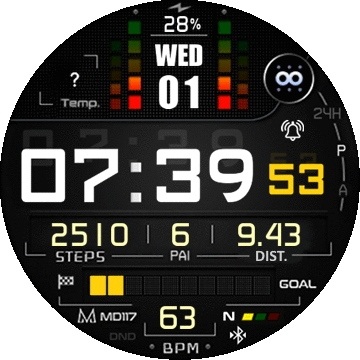 28%
WED
01
?
Temp.
24H
P
A
07:39 53
2510 6 9.43
STEPS PAI DIST.
GOAL
MD117 63 N
DND
BPM